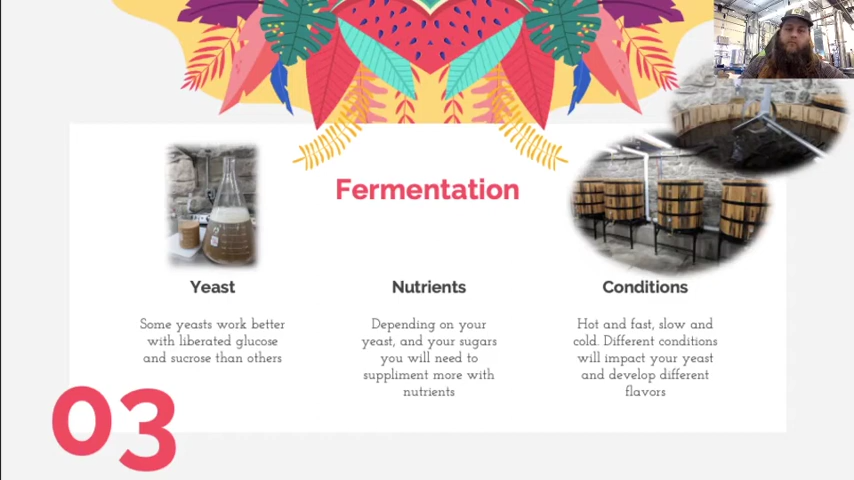 Fermentation
Yeast
Some yeasts work better
with liberated glucose
and sucrose than others
Nutrients
Depending on your
yeast, and your sugars
you will need to
suppliment more with
nutrients
Conditions
Hot and fast, slow and
cold. Different conditions
will impact your yeast
and develop different
flavors
03